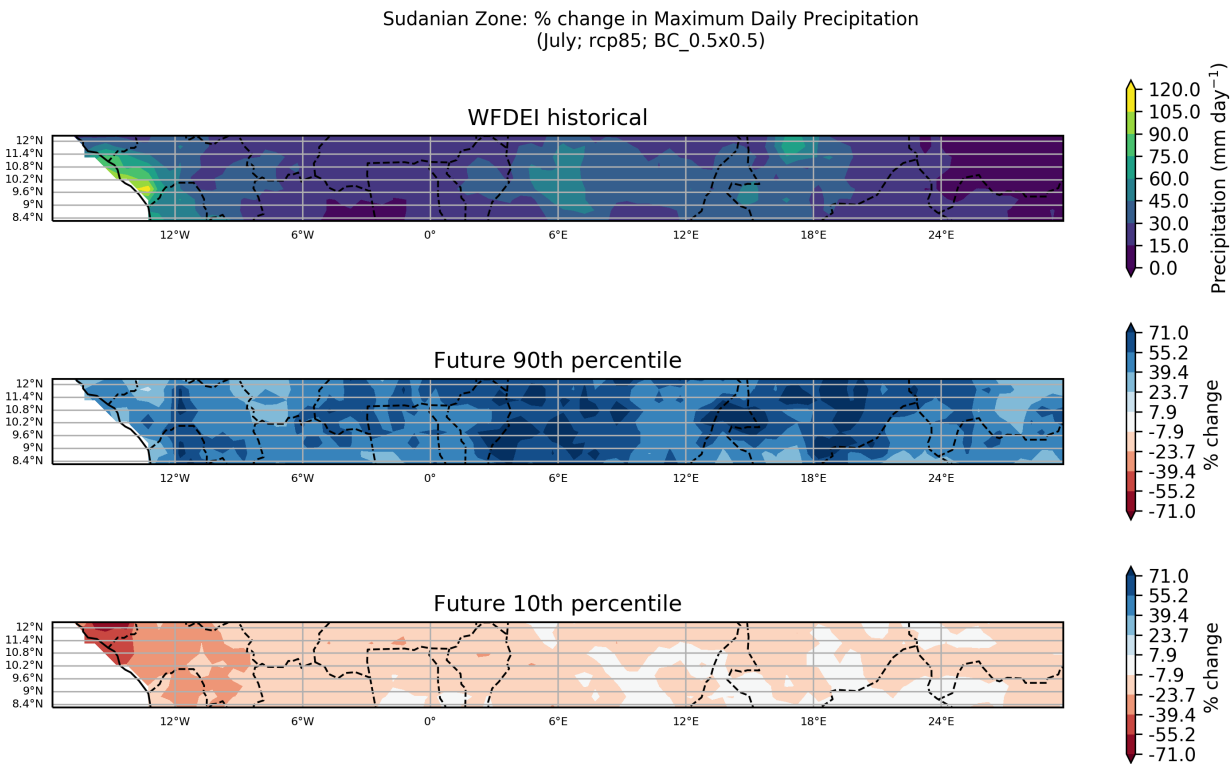 Sudanian Zone: % change in Maximum Daily Precipitation
(July; rcp85; BC_0.5x0.5)
WFDEI historical
12°N
11.4°N
10.8°N
10.2°N
9.6°N
9°N
8.4°N
12°W 6°W 0° 6°E 12°E 18°E 24°E
120.0
105.0
90.0
75.0
60.0
45.0
30.0
15.0
0.0
Precipitation (mm day⁻¹)
Future 90th percentile
12°N
11.4°N
10.8°N
10.2°N
9.6°N
9°N
8.4°N
12°W 6°W 0° 6°E 12°E 18°E 24°E
71.0
55.2
39.4
23.7
7.9
-7.9
-23.7
-39.4
-55.2
-71.0
% change
Future 10th percentile
12°N
11.4°N
10.8°N
10.2°N
9.6°N
9°N
8.4°N
12°W 6°W 0° 6°E 12°E 18°E 24°E
71.0
55.2
39.4
23.7
7.9
-7.9
-23.7
-39.4
-55.2
-71.0
% change